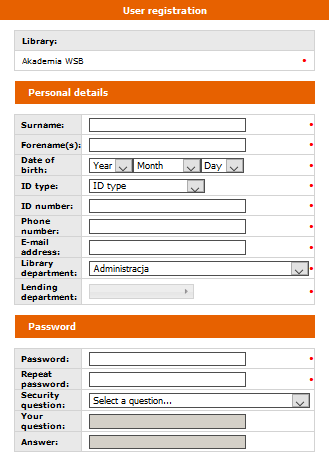 User registration
Library:
Akademia WSB
Personal details
Surname:
Forename(s):
Date of
birth:
Year Month Day
ID type:
ID type
ID number:
Phone
number:
E-mail
address:
Library
department:
Administracja
Lending
department:
Password
Password:
Repeat
password:
Security
question:
Select a question...
Your
question:
Answer: